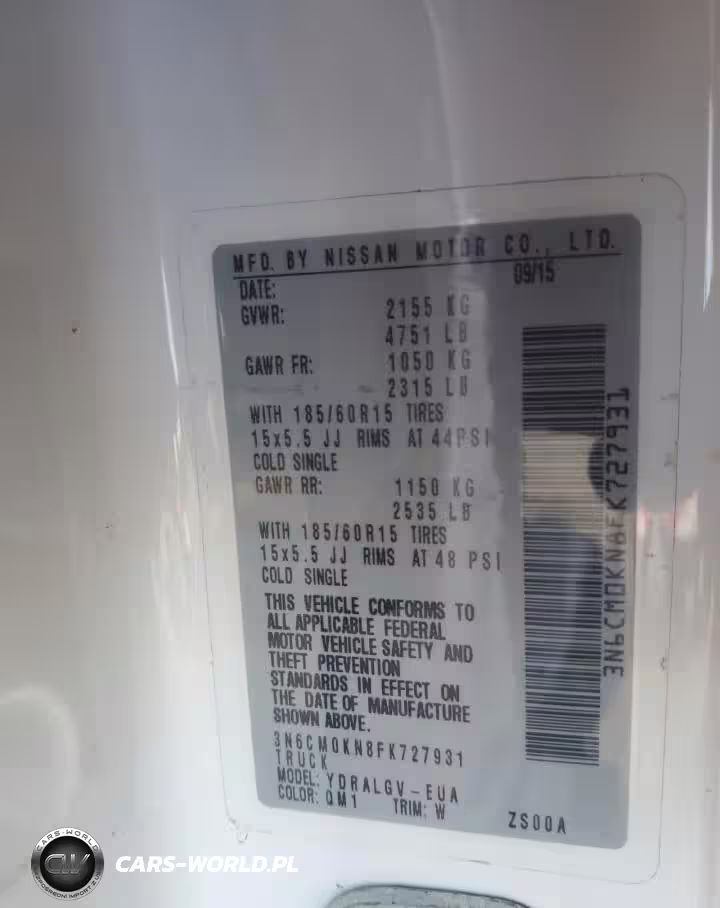 MFD. BY NISSAN MOTOR CO., LTD.
DATE: 09/15
GVWR: 2155 KG
4751 LB
GAWR FR: 1050 KG
2315 LB
WITH 185/60R15 TIRES
15x5.5 JJ RIMS AT 44PSI
COLD SINGLE
GAWR RR: 1150 KG
2535 LB
WITH 185/60R15 TIRES
15x5.5 JJ RIMS AT 48 PSI
COLD SINGLE
THIS VEHICLE CONFORMS TO
ALL APPLICABLE FEDERAL
MOTOR VEHICLE SAFETY AND
THEFT PREVENTION
STANDARDS IN EFFECT ON
THE DATE OF MANUFACTURE
SHOWN ABOVE.
3N6CM0KN8FK727931
TRUCK
MODEL: YDRALGV-EUA
COLOR: QM1 TRIM: W
ZS00A
3N6CM0KN8FK727931
CARS-WORLD
CW
CARS-WORLD.PL